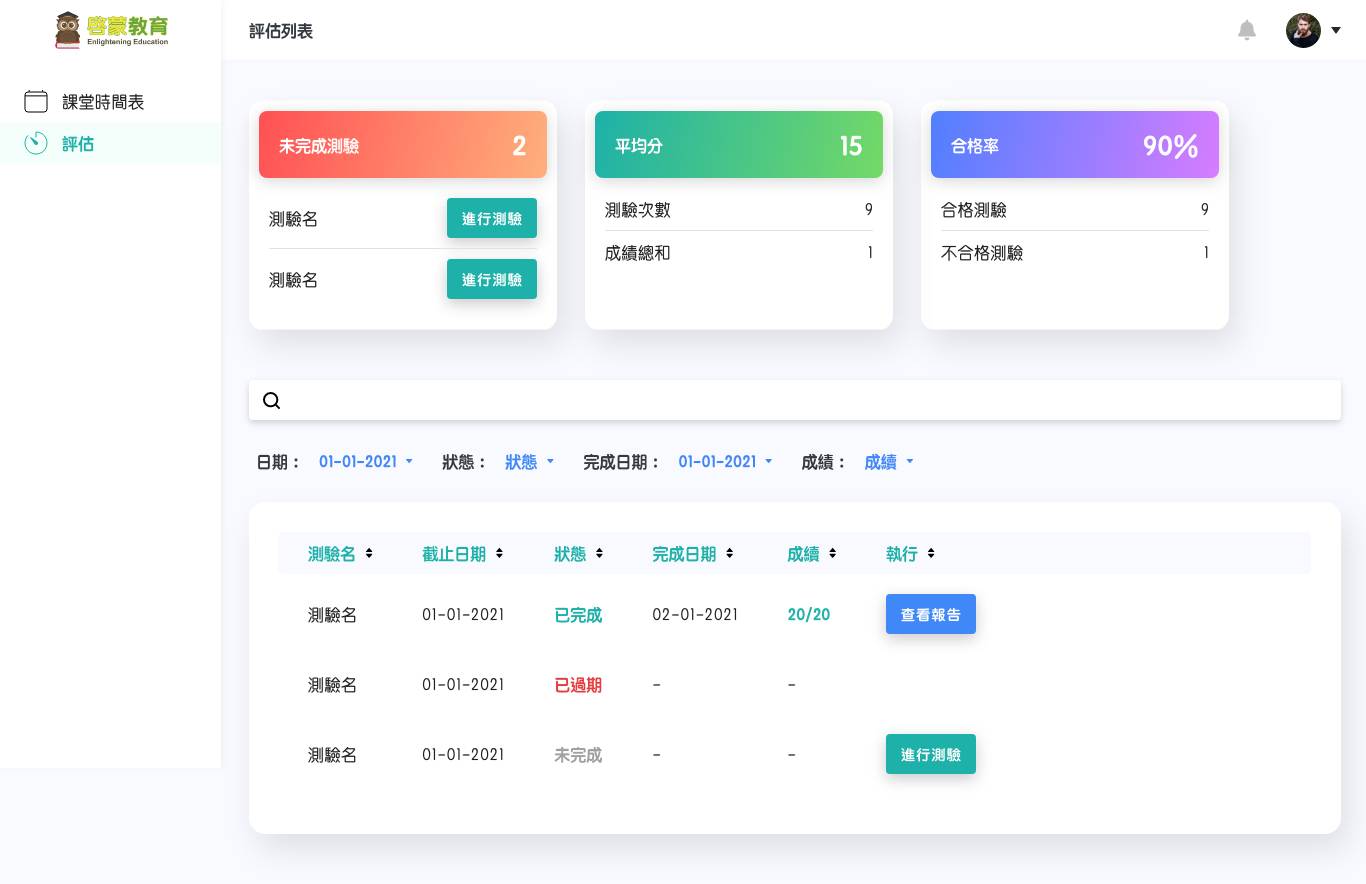 啓蒙教育
Enlightening Education
評估列表
課堂時間表
評估
未完成測驗 2
測驗名 進行測驗
測驗名 進行測驗
平均分 15
測驗次數 9
成績總和 1
合格率 90%
合格測驗 9
不合格測驗 1
日期： 01-01-2021 狀態： 狀態 完成日期： 01-01-2021 成績： 成績
測驗名 截止日期 狀態 完成日期 成績 執行
測驗名 01-01-2021 已完成 02-01-2021 20/20 查看報告
測驗名 01-01-2021 已過期 - -
測驗名 01-01-2021 未完成 - - 進行測驗